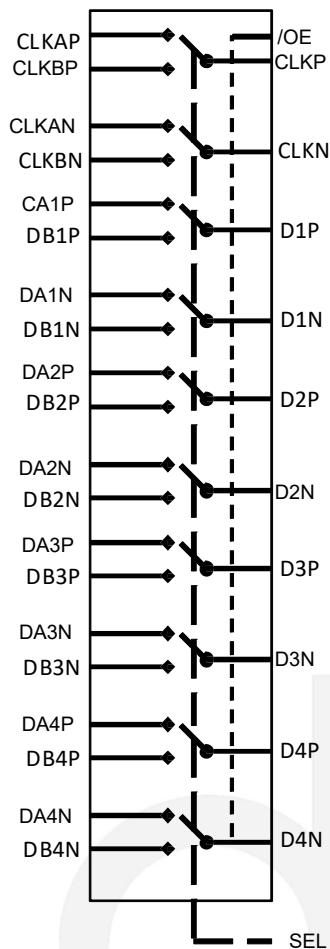 CLKAP
/OE
CLKBP
CLKP
CLKAN
CLKBN
CLKN
CA1P
DB1P
D1P
DA1N
DB1N
D1N
DA2P
DB2P
D2P
DA2N
DB2N
D2N
DA3P
DB3P
D3P
DA3N
DB3N
D3N
DA4P
DB4P
D4P
DA4N
DB4N
D4N
SEL